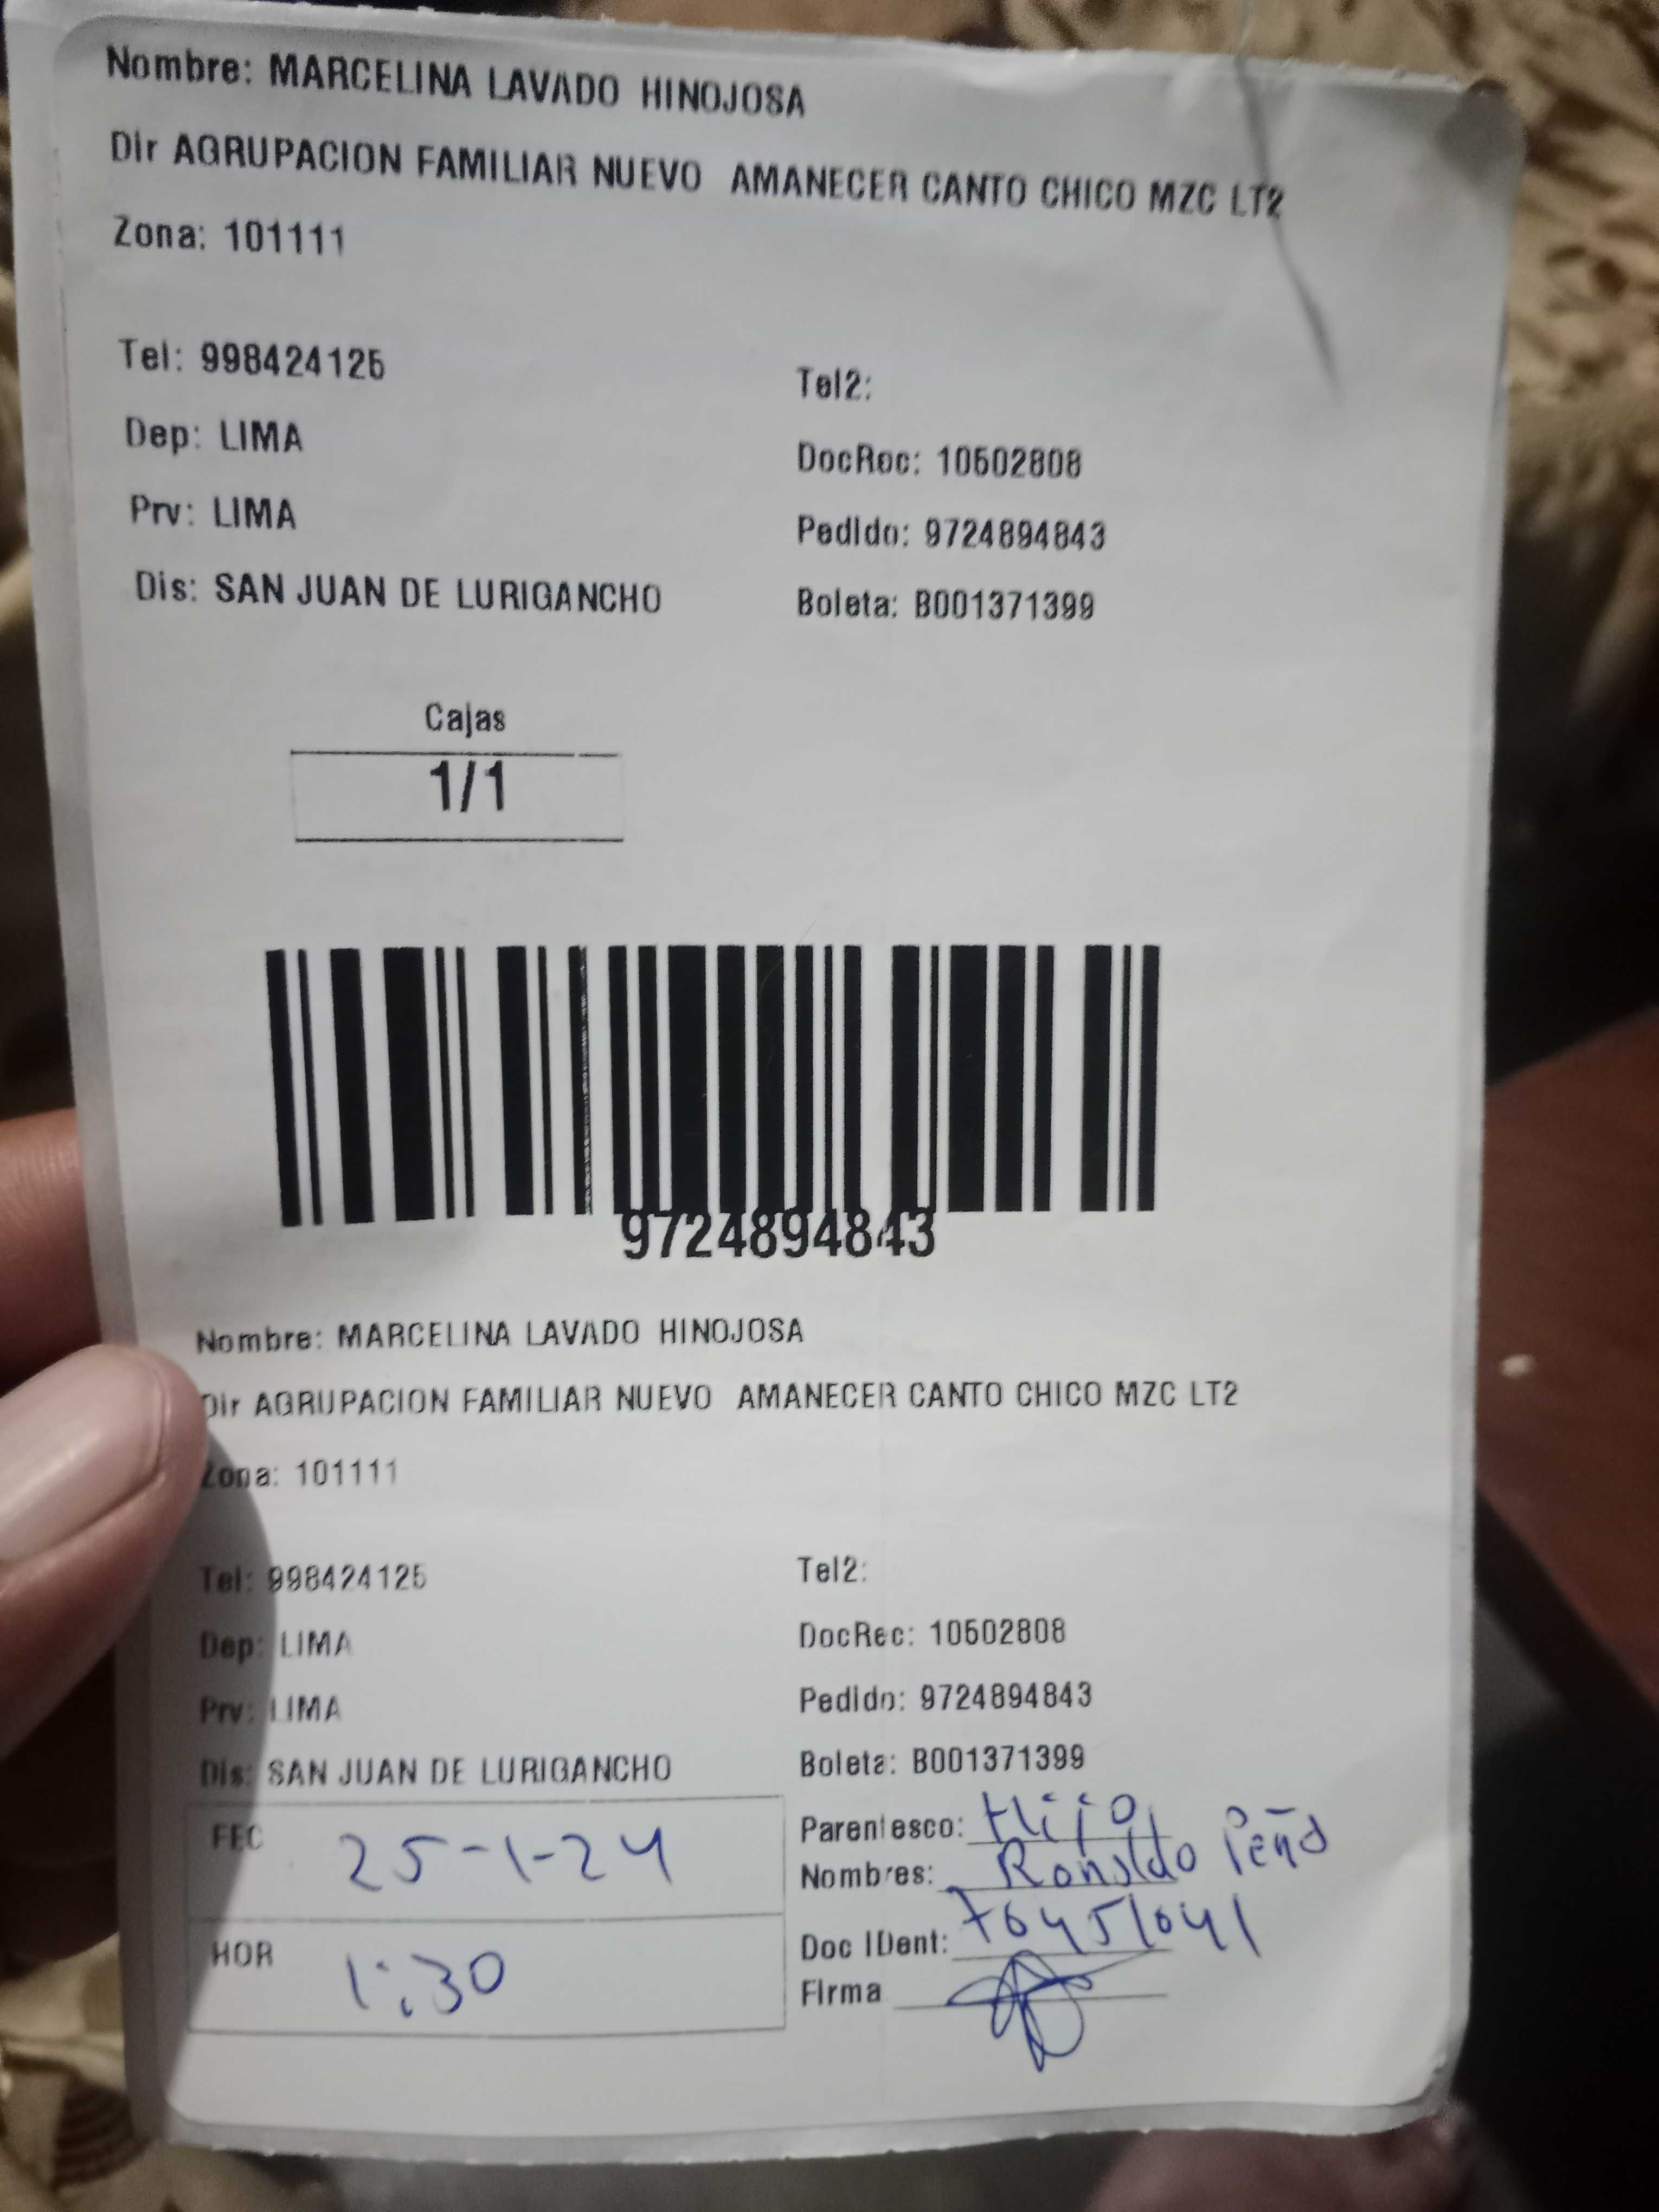 Nombre: MARCELINA LAVADO HINOJOSA
Dir AGRUPACION FAMILIAR NUEVO AMANECER CANTO CHICO MZC LT2
Zona: 101111
Tel: 998424125
Tel2:
Dep: LIMA
DocRec: 10502808
Prv: LIMA
Pedido: 9724894843
Dis: SAN JUAN DE LURIGANCHO
Boleta: B001371399
Cajas
1/1
9724894843
Nombre: MARCELINA LAVADO HINOJOSA
Dir AGRUPACION FAMILIAR NUEVO AMANECER CANTO CHICO MZC LT2
Zona: 101111
Tel: 998424125
Tel2:
Dep: LIMA
DocRec: 10502808
Prv: LIMA
Pedido: 9724894843
Dis: SAN JUAN DE LURIGANCHO
Boleta: B001371399
FEC 25-1-24
Parentesco: Hijo
Nombres: Ronaldo Peña
Doc IDent: 76451641
HOR 1:30
Firma